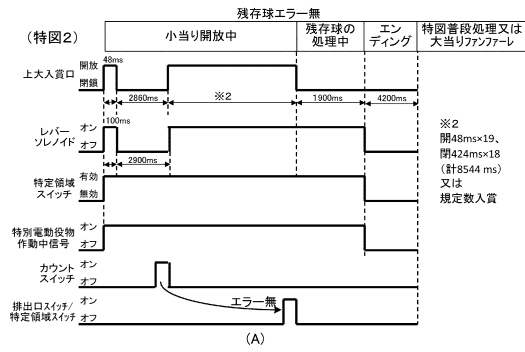 残存球エラー無
(特図2)
小当り開放中
残存球の
処理中
エン
ディング
特図普段処理又は
大当りファンファーレ
上大入賞口
開放
閉鎖
48ms
2860ms
※2
1900ms
4200ms
レバー
ソレノイド
オン
オフ
100ms
2900ms
※2
開48ms×19、
閉424ms×18
(計8544 ms)
又は
規定数入賞
特定領域
スイッチ
有効
無効
特別電動役物
作動中信号
オン
オフ
カウント
スイッチ
オン
オフ
エラー無
排出口スイッチ/
特定領域スイッチ
オン
オフ
(A)